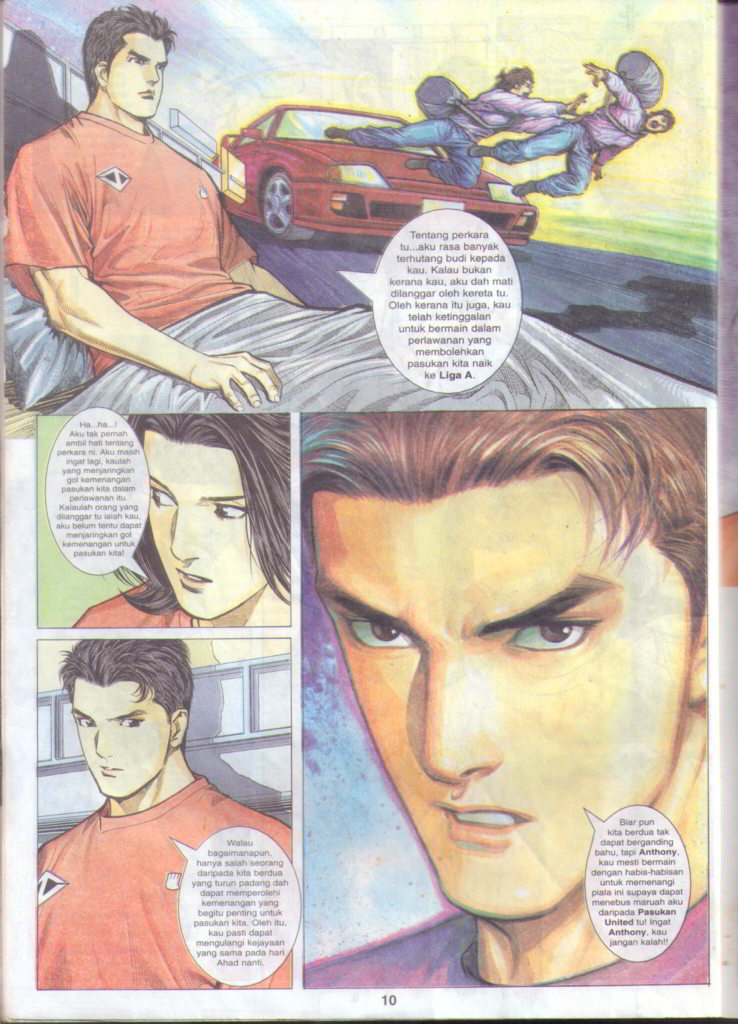 Tentang perkara
tu...aku rasa banyak
terhutang budi kepada
kau. Kalau bukan
kerana kau, aku dah mati
dilanggar oleh kereta tu.
Oleh kerana itu juga, kau
telah ketinggalan
untuk bermain dalam
perlawanan yang
membolehkan
pasukan kita naik
ke Liga A.
Ha...ha...!
Aku tak pernah
ambil hati tentang
perkara ni. Aku masih
ingat lagi, kaulah
yang menjaringkan
gol kemenangan
pasukan kita dalam
perlawanan itu.
Kalaulah orang yang
dilanggar tu ialah kau,
aku belum tentu dapat
menjaringkan gol
kemenangan untuk
pasukan kita!
Walau
bagaimanapun,
hanya salah seorang
daripada kita berdua
yang turun padang dah
dapat memperolehi
kemenangan yang
begitu penting untuk
pasukan kita. Oleh itu,
kau pasti dapat
mengulangi kejayaan
yang sama pada hari
Ahad nanti.
Biar pun
kita berdua tak
dapat berganding
bahu, tapi Anthony,
kau mesti bermain
dengan habis-habisan
untuk memenangi
piala ini supaya dapat
menebus maruah aku
daripada Pasukan
United tu! Ingat
Anthony, kau
jangan kalah!!
10